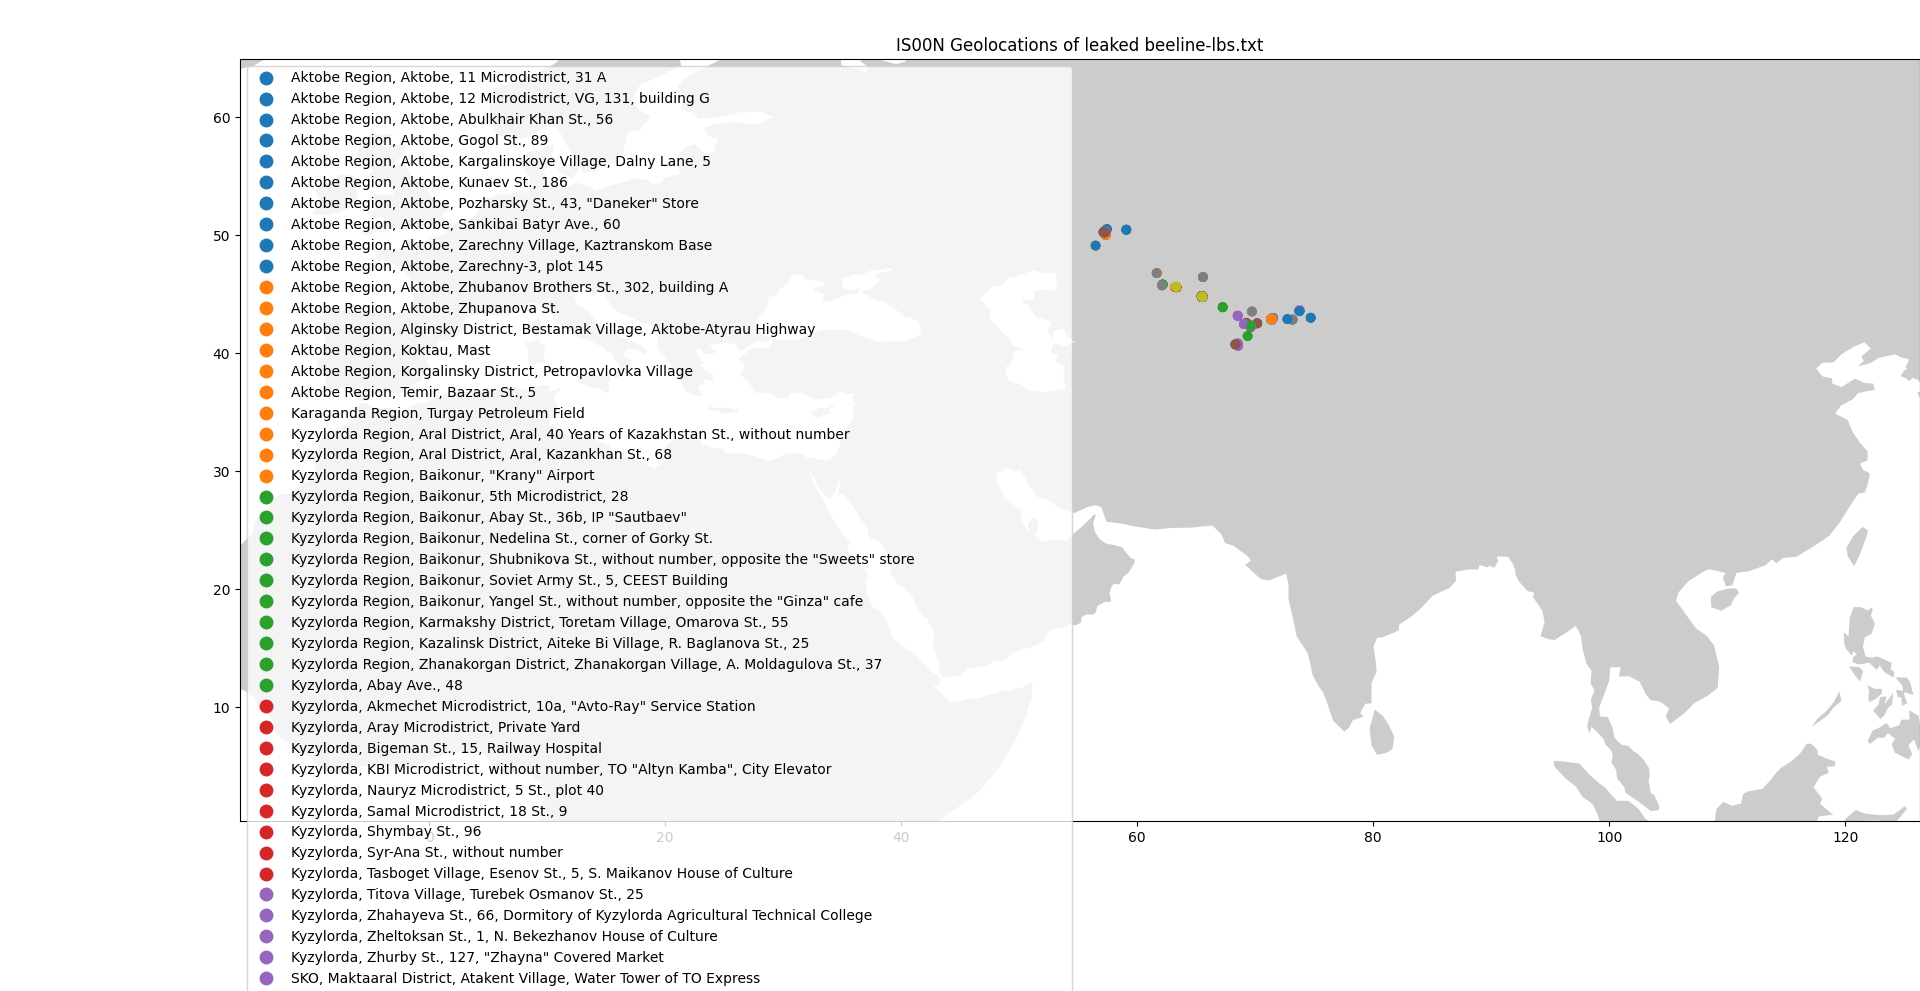 IS00N Geolocations of leaked beeline-lbs.txt
Aktobe Region, Aktobe, 11 Microdistrict, 31 A
Aktobe Region, Aktobe, 12 Microdistrict, VG, 131, building G
Aktobe Region, Aktobe, Abulkhair Khan St., 56
Aktobe Region, Aktobe, Gogol St., 89
Aktobe Region, Aktobe, Kargalinskoye Village, Dalny Lane, 5
Aktobe Region, Aktobe, Kunaev St., 186
Aktobe Region, Aktobe, Pozharsky St., 43, "Daneker" Store
Aktobe Region, Aktobe, Sankibai Batyr Ave., 60
Aktobe Region, Aktobe, Zarechny Village, Kaztranskom Base
Aktobe Region, Aktobe, Zarechny-3, plot 145
Aktobe Region, Aktobe, Zhubanov Brothers St., 302, building A
Aktobe Region, Aktobe, Zhupanova St.
Aktobe Region, Alginsky District, Bestamak Village, Aktobe-Atyrau Highway
Aktobe Region, Koktau, Mast
Aktobe Region, Korgalinsky District, Petropavlovka Village
Aktobe Region, Temir, Bazaar St., 5
Karaganda Region, Turgay Petroleum Field
Kyzylorda Region, Aral District, Aral, 40 Years of Kazakhstan St., without number
Kyzylorda Region, Aral District, Aral, Kazankhan St., 68
Kyzylorda Region, Baikonur, "Krany" Airport
Kyzylorda Region, Baikonur, 5th Microdistrict, 28
Kyzylorda Region, Baikonur, Abay St., 36b, IP "Sautbaev"
Kyzylorda Region, Baikonur, Nedelina St., corner of Gorky St.
Kyzylorda Region, Baikonur, Shubnikova St., without number, opposite the "Sweets" store
Kyzylorda Region, Baikonur, Soviet Army St., 5, CEEST Building
Kyzylorda Region, Baikonur, Yangel St., without number, opposite the "Ginza" cafe
Kyzylorda Region, Karmakshy District, Toretam Village, Omarova St., 55
Kyzylorda Region, Kazalinsk District, Aiteke Bi Village, R. Baglanova St., 25
Kyzylorda Region, Zhanakorgan District, Zhanakorgan Village, A. Moldagulova St., 37
Kyzylorda, Abay Ave., 48
Kyzylorda, Akmechet Microdistrict, 10a, "Avto-Ray" Service Station
Kyzylorda, Aray Microdistrict, Private Yard
Kyzylorda, Bigeman St., 15, Railway Hospital
Kyzylorda, KBI Microdistrict, without number, TO "Altyn Kamba", City Elevator
Kyzylorda, Nauryz Microdistrict, 5 St., plot 40
Kyzylorda, Samal Microdistrict, 18 St., 9
Kyzylorda, Shymbay St., 96
Kyzylorda, Syr-Ana St., without number
Kyzylorda, Tasboget Village, Esenov St., 5, S. Maikanov House of Culture
Kyzylorda, Titova Village, Turebek Osmanov St., 25
Kyzylorda, Zhahayeva St., 66, Dormitory of Kyzylorda Agricultural Technical College
Kyzylorda, Zheltoksan St., 1, N. Bekezhanov House of Culture
Kyzylorda, Zhurby St., 127, "Zhayna" Covered Market
SKO, Maktaaral District, Atakent Village, Water Tower of TO Express
60
50
40
30
20
10
0 20 40 60 80 100 120